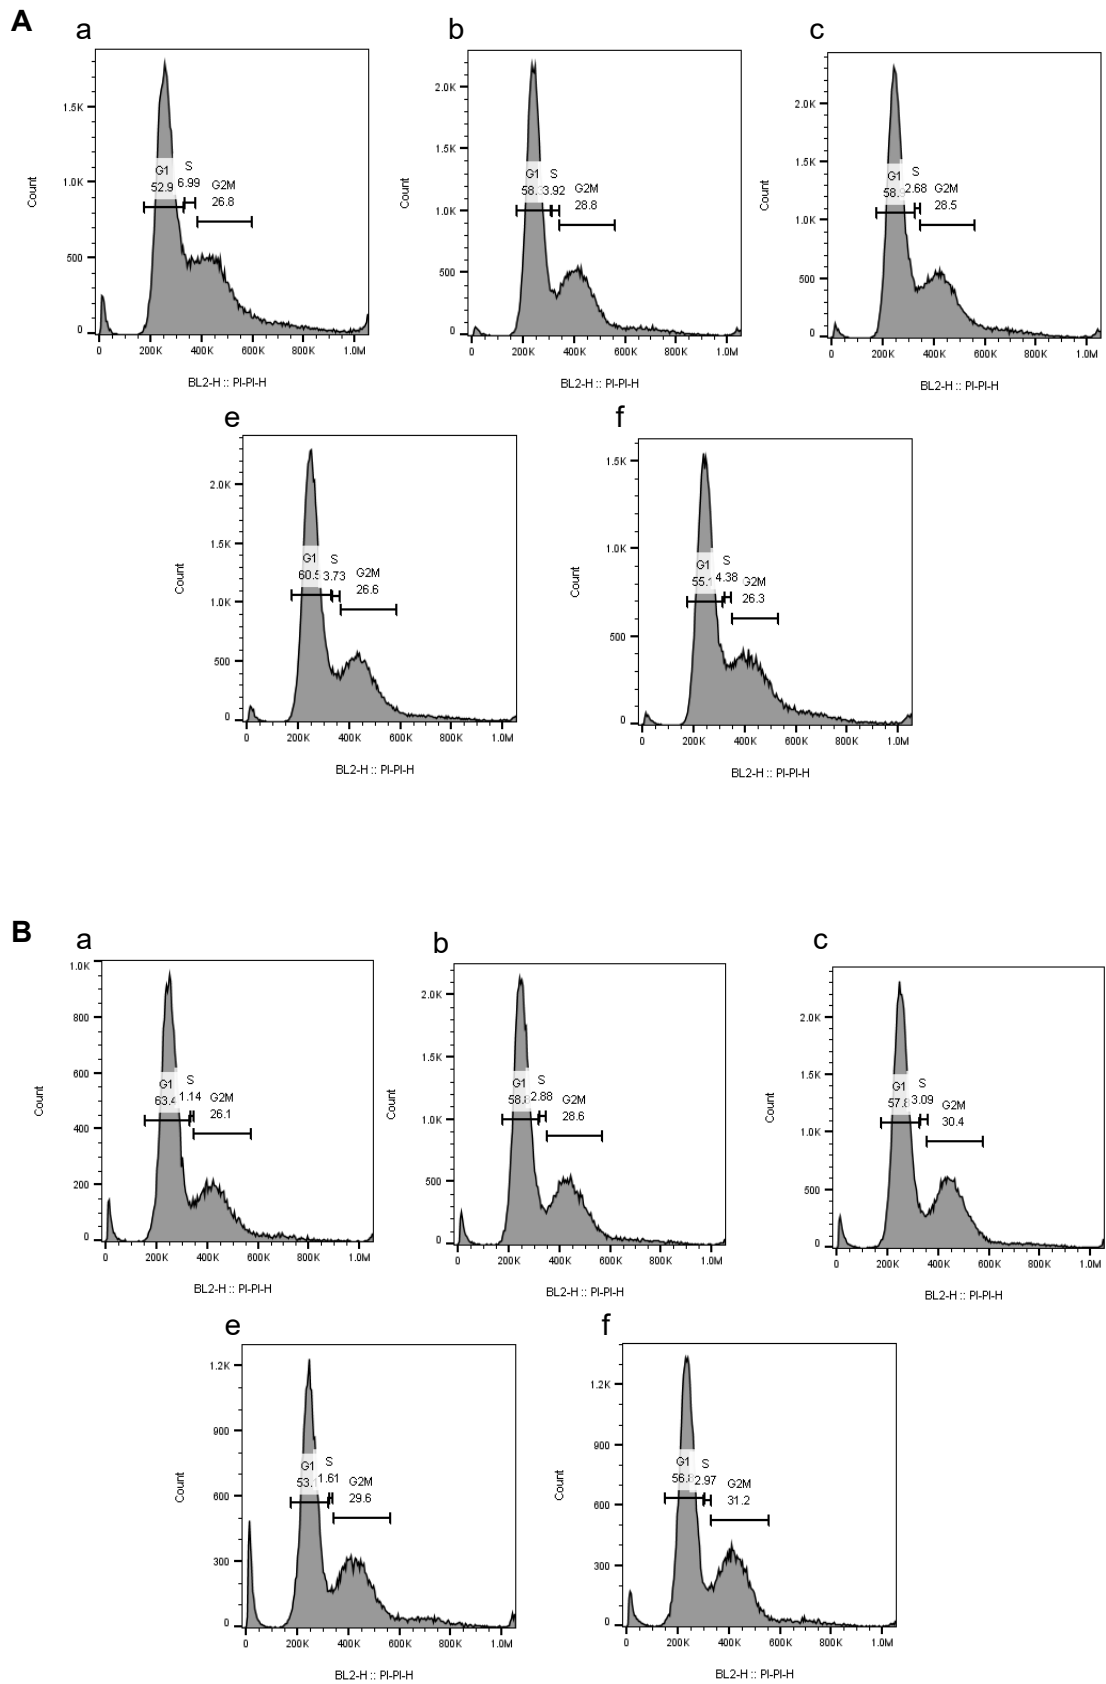 A
a
1.5K
1.0K
500
0
Count
G1
52.9
S
6.99
G2M
26.8
0 200K 400K 600K 800K 1.0M
BL2-H :: PI-PI-H
b
2.0K
1.5K
1.0K
500
0
Count
G1
58.
S
3.92
G2M
28.8
0 200K 400K 600K 800K 1.0M
BL2-H :: PI-PI-H
c
2.0K
1.5K
1.0K
500
0
Count
G1
58.
S
2.68
G2M
28.5
0 200K 400K 600K 800K 1.0M
BL2-H :: PI-PI-H
e
2.0K
1.5K
1.0K
500
0
Count
G1
60.5
S
3.73
G2M
26.6
0 200K 400K 600K 800K 1.0M
BL2-H :: PI-PI-H
f
1.5K
1.0K
500
0
Count
G1
55.
S
4.38
G2M
26.3
0 200K 400K 600K 800K 1.0M
BL2-H :: PI-PI-H
B
a
1.0K
800
600
400
200
0
Count
G1
63.4
S
1.14
G2M
26.1
0 200K 400K 600K 800K 1.0M
BL2-H :: PI-PI-H
b
2.0K
1.5K
1.0K
500
0
Count
G1
58.
S
2.88
G2M
28.6
0 200K 400K 600K 800K 1.0M
BL2-H :: PI-PI-H
c
2.0K
1.5K
1.0K
500
0
Count
G1
57.8
S
3.09
G2M
30.4
0 200K 400K 600K 800K 1.0M
BL2-H :: PI-PI-H
e
1.2K
900
600
300
0
Count
G1
53.
S
1.61
G2M
29.6
0 200K 400K 600K 800K 1.0M
BL2-H :: PI-PI-H
f
1.2K
900
600
300
0
Count
G1
56.
S
2.97
G2M
31.2
0 200K 400K 600K 800K 1.0M
BL2-H :: PI-PI-H